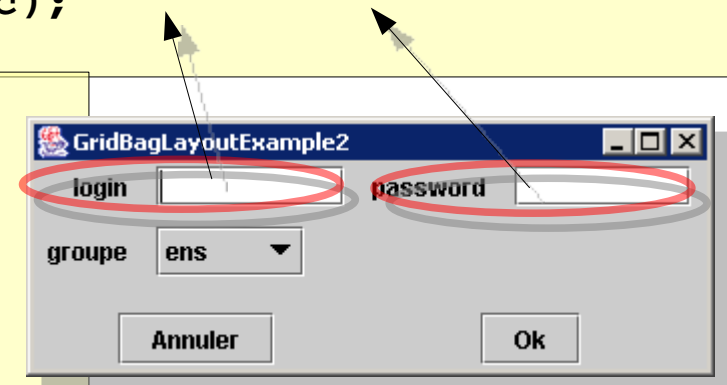 );
GridBagLayoutExample2
login password
groupe ens
Annuler Ok